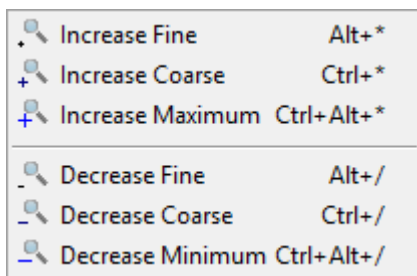 Increase Fine Alt+*
Increase Coarse Ctrl+*
Increase Maximum Ctrl+Alt+*
Decrease Fine Alt+/
Decrease Coarse Ctrl+/
Decrease Minimum Ctrl+Alt+/